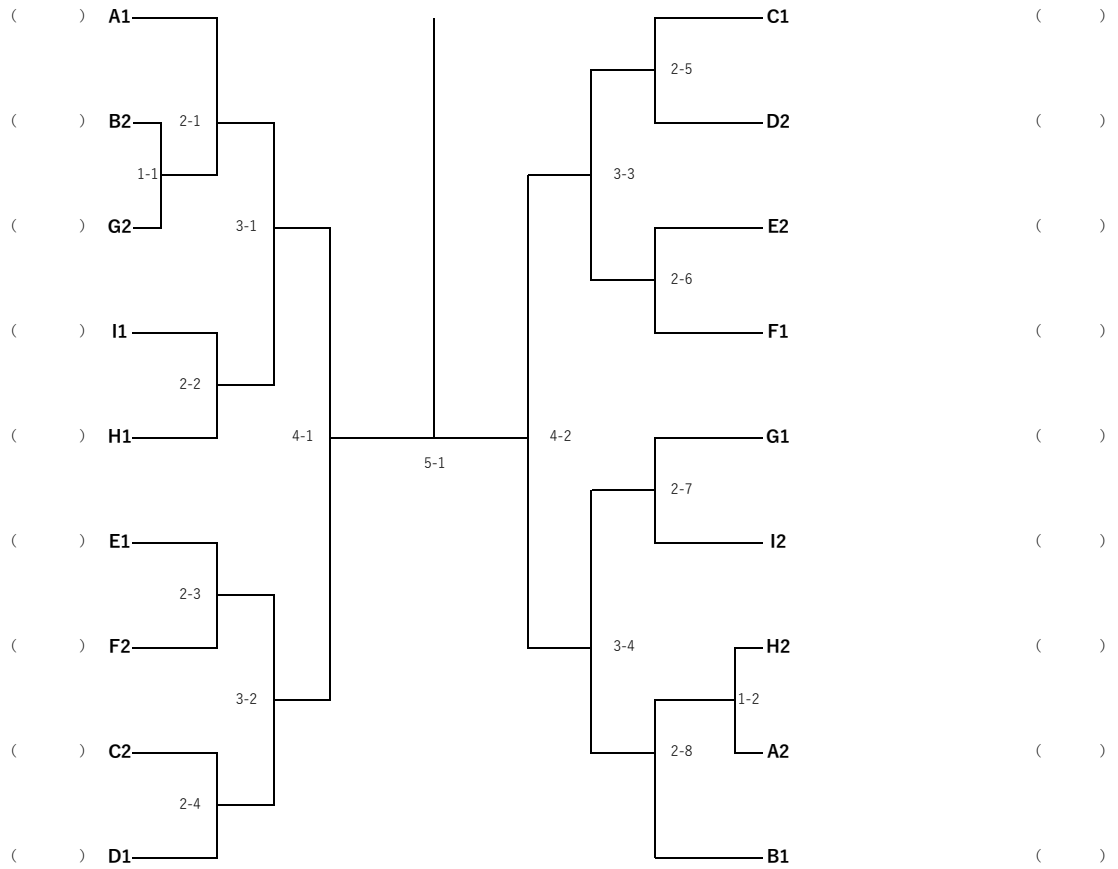 ( ) A1 C1 ( )
2-5
( ) B2 2-1 D2 ( )
1-1 3-3
( ) G2 3-1 E2 ( )
2-6
( ) I1 F1 ( )
2-2
( ) H1 4-1 4-2 G1 ( )
5-1
2-7
( ) E1 I2 ( )
2-3
( ) F2 3-4 H2 ( )
3-2 1-2
( ) C2 2-8 A2 ( )
2-4
( ) D1 B1 ( )